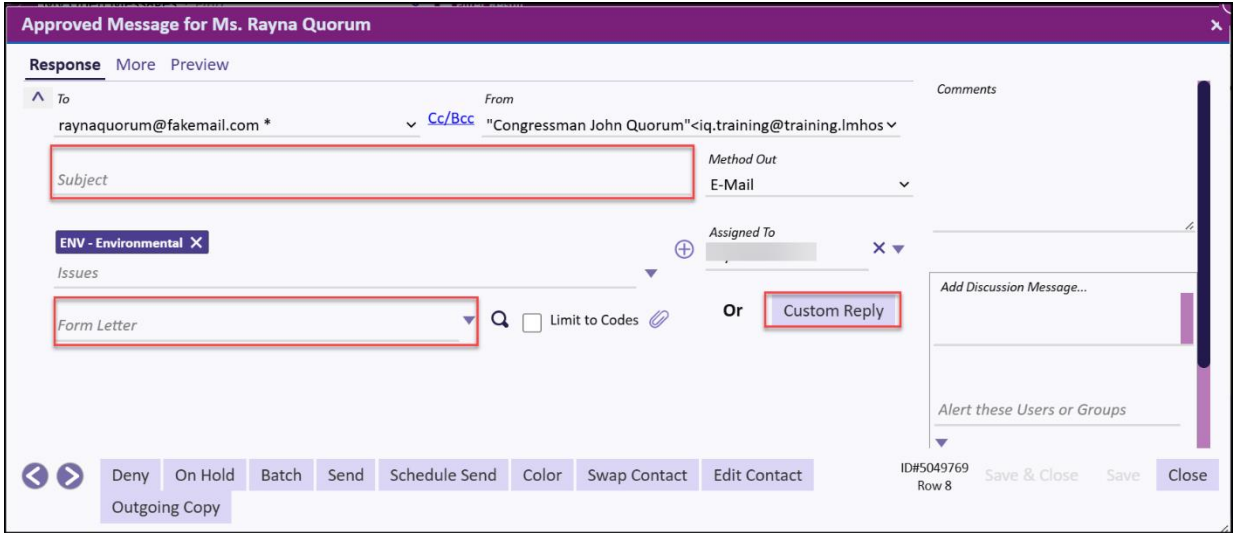 Approved Message for Ms. Rayna Quorum
Response More Preview
To
raynaquorum@fakemail.com *
Cc/Bcc
From
"Congressman John Quorum"<iq.training@training.lmhos
Comments
Subject
Method Out
E-Mail
ENV - Environmental X
Issues
Assigned To
Form Letter
Limit to Codes
Or
Custom Reply
Add Discussion Message...
Alert these Users or Groups
Deny On Hold Batch Send Schedule Send Color Swap Contact Edit Contact
Outgoing Copy
ID#5049769
Row 8
Save & Close Save Close